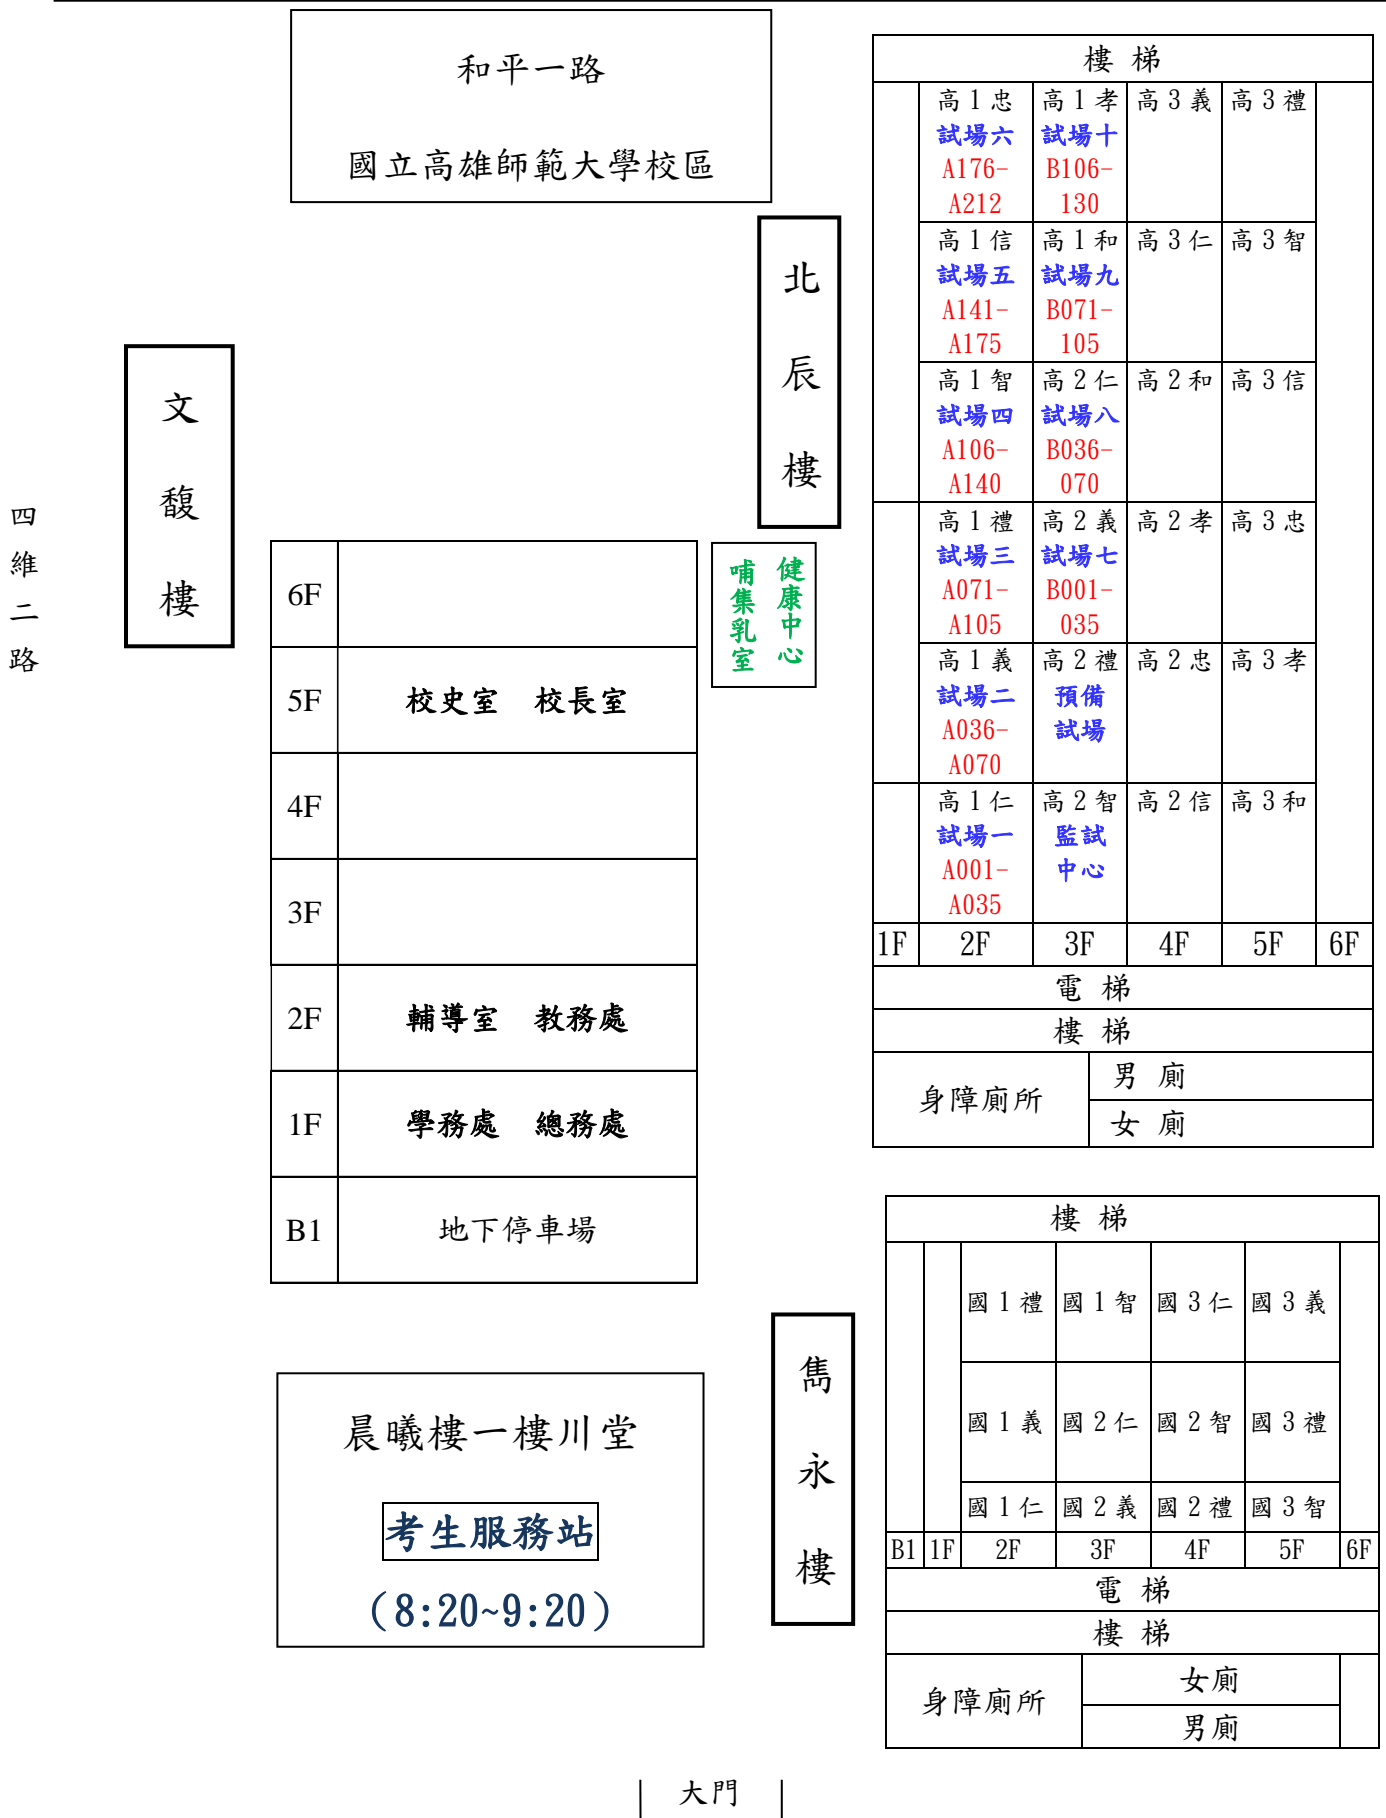 和平一路
國立高雄師範大學校區
四維二路
文馥樓
北辰樓
健康中心
哺集乳室
6F
5F 校史室 校長室
4F
3F
2F 輔導室 教務處
1F 學務處 總務處
B1 地下停車場
樓梯
高1忠 高1孝 高3義 高3禮
試場六 試場十
A176- B106-
A212 130
高1信 高1和 高3仁 高3智
試場五 試場九
A141- B071-
A175 105
高1智 高2仁 高2和 高3信
試場四 試場八
A106- B036-
A140 070
高1禮 高2義 高2孝 高3忠
試場三 試場七
A071- B001-
A105 035
高1義 高2禮 高2忠 高3孝
試場二 預備
A036- 試場
A070
高1仁 高2智 高2信 高3和
試場一 監試
A001- 中心
A035
1F 2F 3F 4F 5F 6F
電梯
樓梯
身障廁所
男廁
女廁
晨曦樓一樓川堂
考生服務站
(8:20~9:20)
雋永樓
樓梯
國1禮 國1智 國3仁 國3義
國1義 國2仁 國2智 國3禮
國1仁 國2義 國2禮 國3智
B1 1F 2F 3F 4F 5F 6F
電梯
樓梯
身障廁所
女廁
男廁
大門